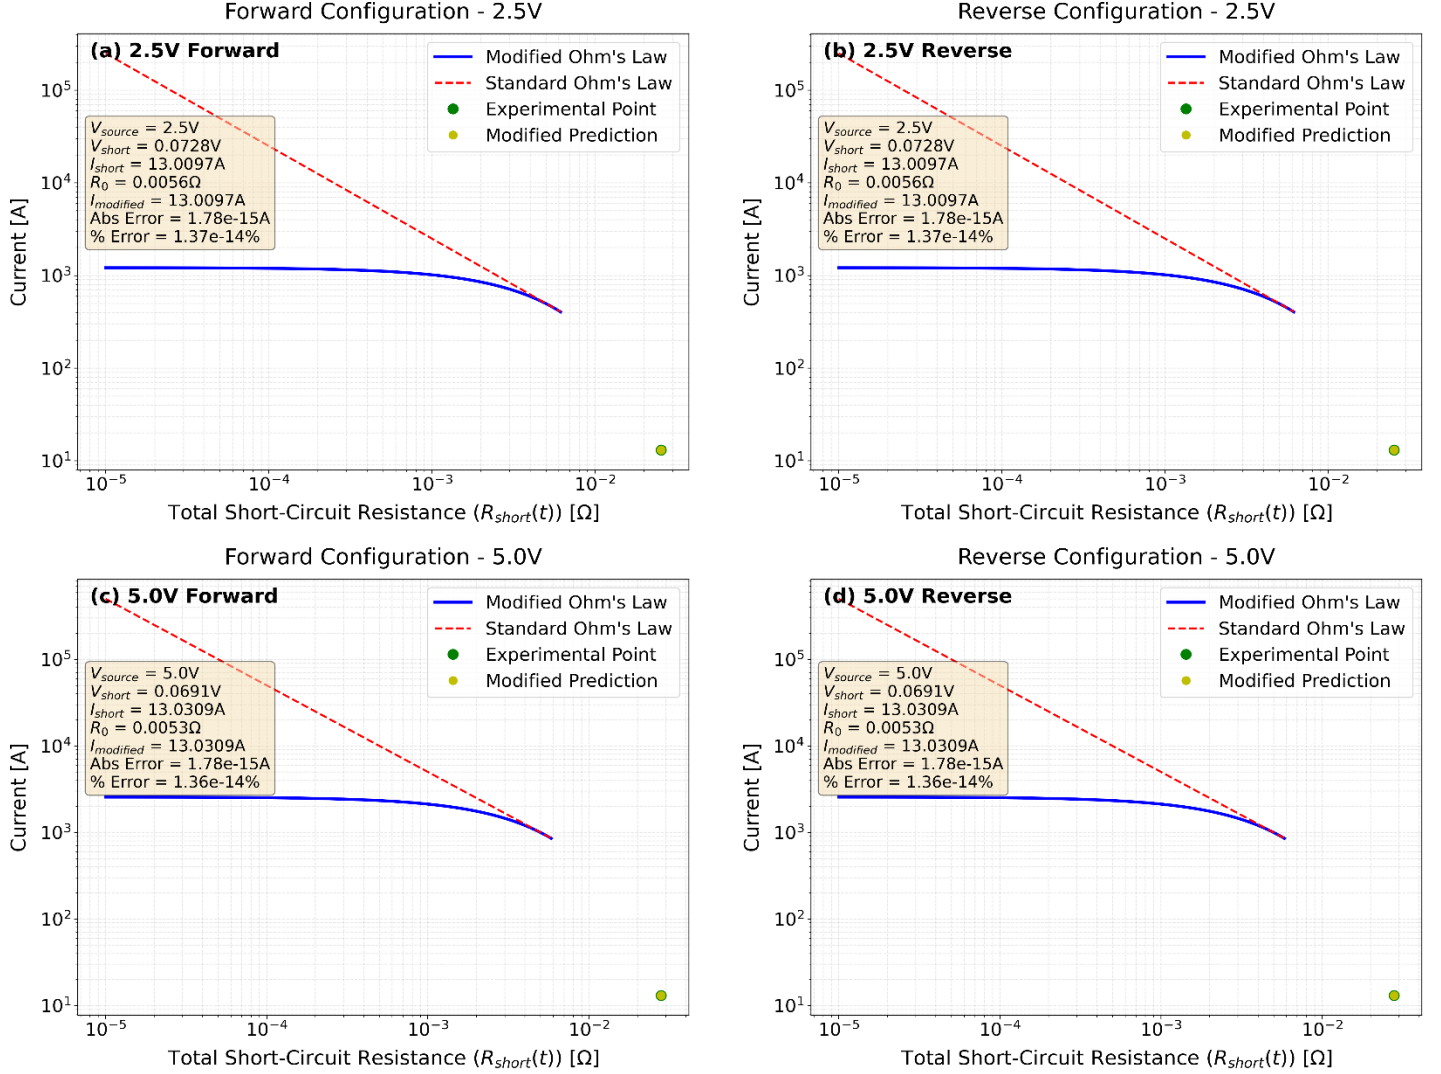 Forward Configuration - 2.5V
(a) 2.5V Forward
Modified Ohm's Law
Standard Ohm's Law
Experimental Point
Modified Prediction
V_source = 2.5V
V_short = 0.0728V
I_short = 13.0097A
R_0 = 0.0056Ω
I_modified = 13.0097A
Abs Error = 1.78e-15A
% Error = 1.37e-14%
Current [A]
10^5
10^4
10^3
10^2
10^1
10^−5 10^−4 10^−3 10^−2
Total Short-Circuit Resistance (R_short(t)) [Ω]
Reverse Configuration - 2.5V
(b) 2.5V Reverse
Modified Ohm's Law
Standard Ohm's Law
Experimental Point
Modified Prediction
V_source = 2.5V
V_short = 0.0728V
I_short = 13.0097A
R_0 = 0.0056Ω
I_modified = 13.0097A
Abs Error = 1.78e-15A
% Error = 1.37e-14%
Current [A]
10^5
10^4
10^3
10^2
10^1
10^−5 10^−4 10^−3 10^−2
Total Short-Circuit Resistance (R_short(t)) [Ω]
Forward Configuration - 5.0V
(c) 5.0V Forward
Modified Ohm's Law
Standard Ohm's Law
Experimental Point
Modified Prediction
V_source = 5.0V
V_short = 0.0691V
I_short = 13.0309A
R_0 = 0.0053Ω
I_modified = 13.0309A
Abs Error = 1.78e-15A
% Error = 1.36e-14%
Current [A]
10^5
10^4
10^3
10^2
10^1
10^−5 10^−4 10^−3 10^−2
Total Short-Circuit Resistance (R_short(t)) [Ω]
Reverse Configuration - 5.0V
(d) 5.0V Reverse
Modified Ohm's Law
Standard Ohm's Law
Experimental Point
Modified Prediction
V_source = 5.0V
V_short = 0.0691V
I_short = 13.0309A
R_0 = 0.0053Ω
I_modified = 13.0309A
Abs Error = 1.78e-15A
% Error = 1.36e-14%
Current [A]
10^5
10^4
10^3
10^2
10^1
10^−5 10^−4 10^−3 10^−2
Total Short-Circuit Resistance (R_short(t)) [Ω]